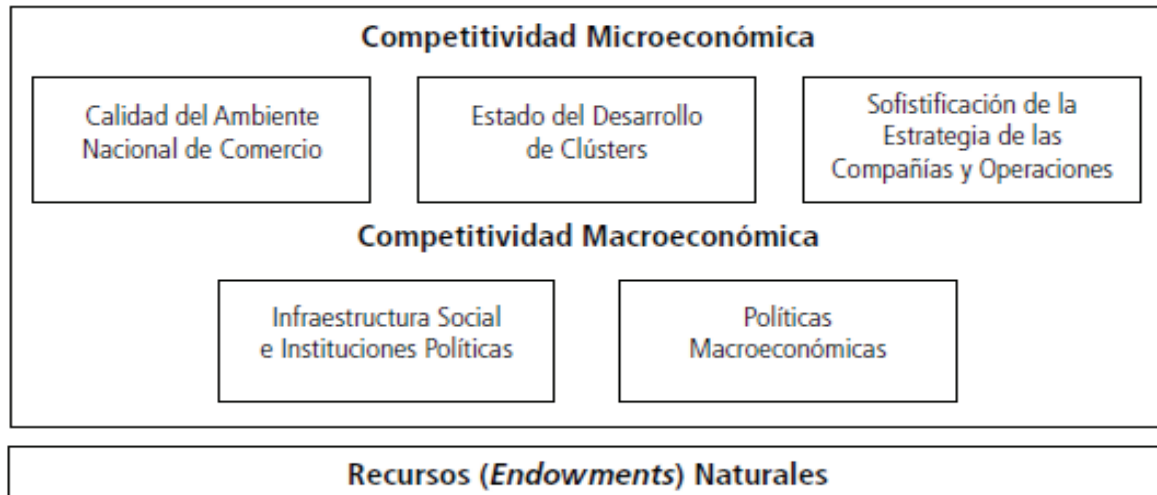 Competitividad Microeconómica
Calidad del Ambiente
Nacional de Comercio
Estado del Desarrollo
de Clústers
Sofistificación de la
Estrategia de las
Compañías y Operaciones
Competitividad Macroeconómica
Infraestructura Social
e Instituciones Políticas
Políticas
Macroeconómicas
Recursos (Endowments) Naturales